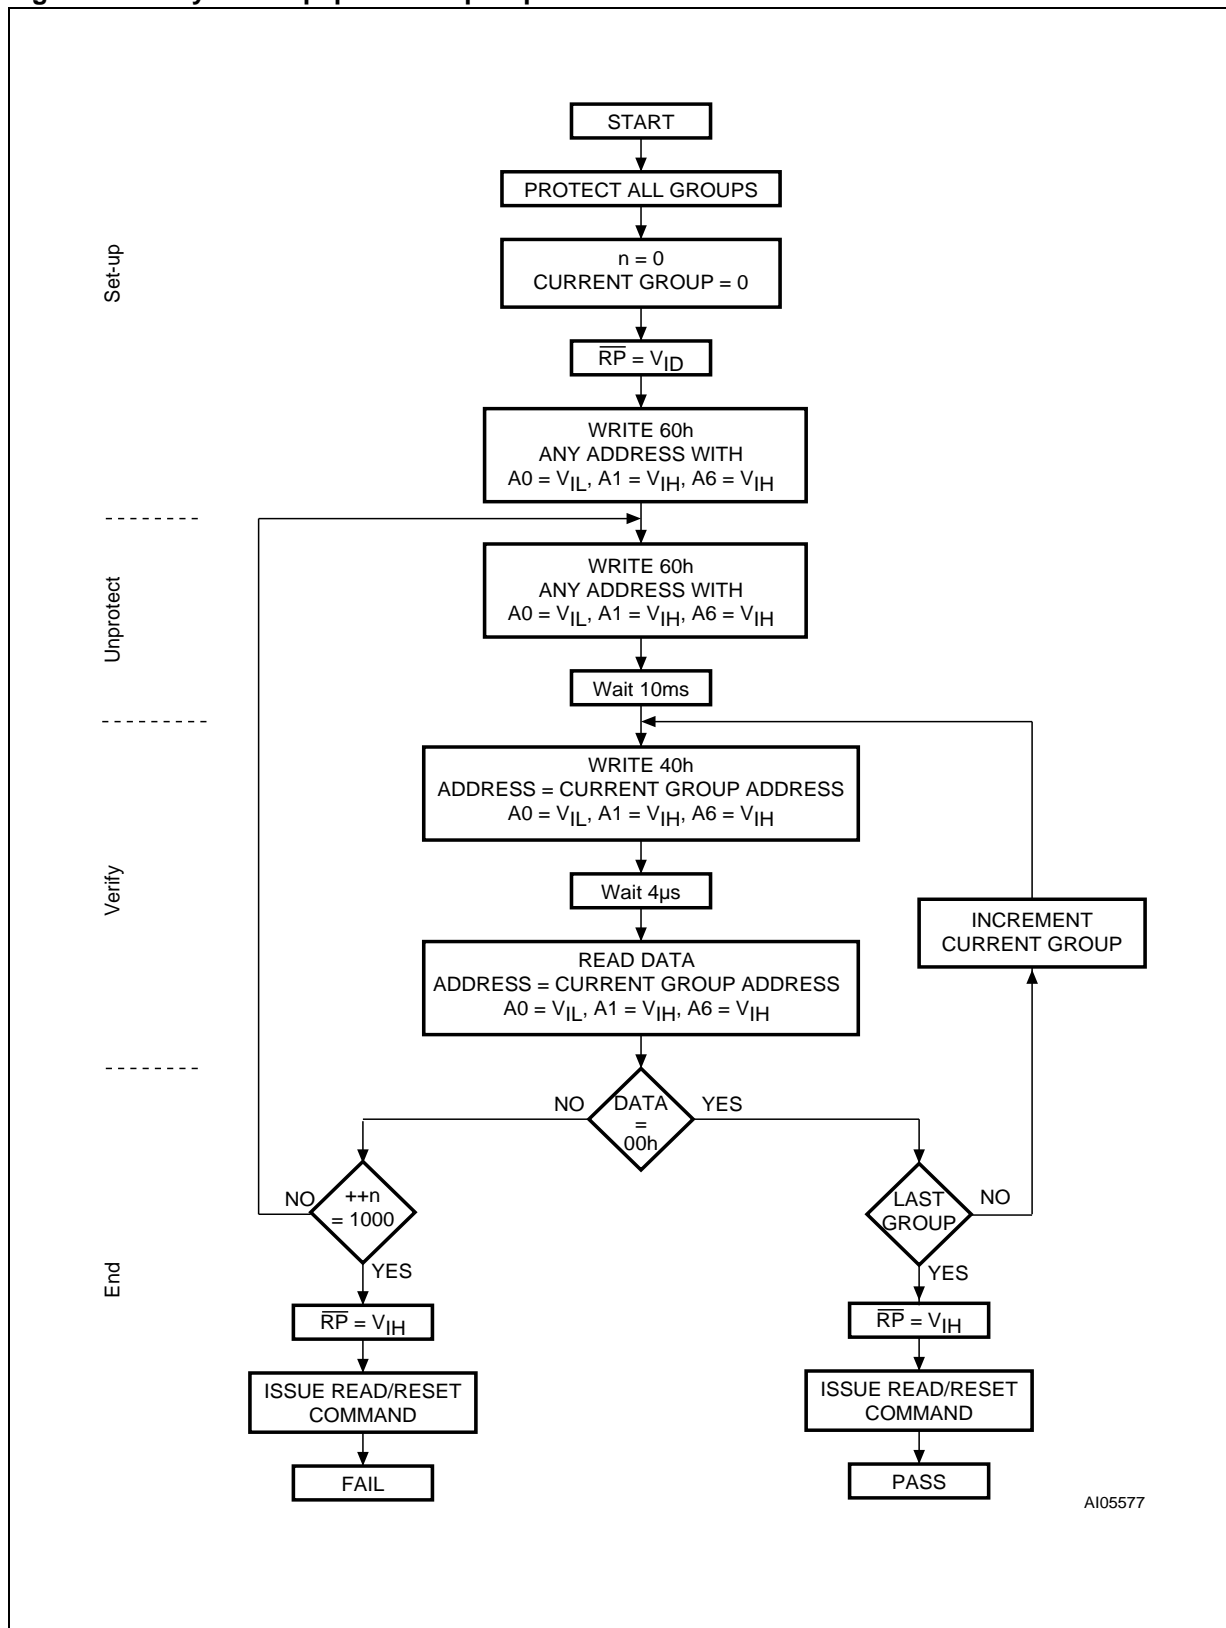 START
PROTECT ALL GROUPS
n = 0
CURRENT GROUP = 0
Set-up
R̅P̅ = VID
WRITE 60h
ANY ADDRESS WITH
A0 = VIL, A1 = VIH, A6 = VIH
WRITE 60h
ANY ADDRESS WITH
A0 = VIL, A1 = VIH, A6 = VIH
Unprotect
Wait 10ms
WRITE 40h
ADDRESS = CURRENT GROUP ADDRESS
A0 = VIL, A1 = VIH, A6 = VIH
Verify
Wait 4µs
INCREMENT
CURRENT GROUP
READ DATA
ADDRESS = CURRENT GROUP ADDRESS
A0 = VIL, A1 = VIH, A6 = VIH
NO
DATA
=
00h
YES
NO
++n
= 1000
LAST
GROUP
NO
End
YES
YES
R̅P̅ = VIH
R̅P̅ = VIH
ISSUE READ/RESET
COMMAND
ISSUE READ/RESET
COMMAND
FAIL
PASS
AI05577